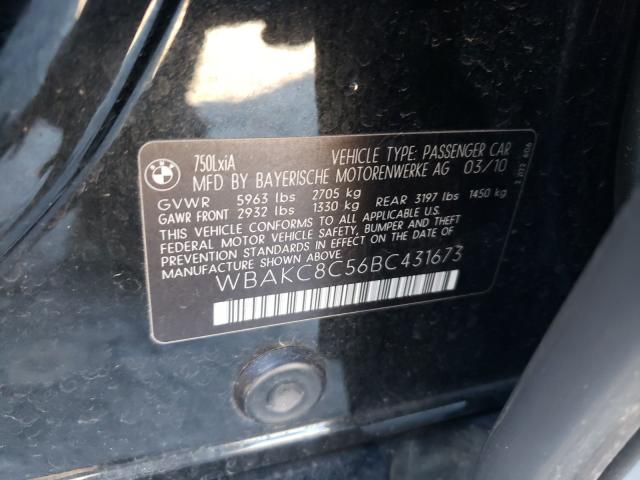 BMW
750LxiA VEHICLE TYPE: PASSENGER CAR
MFD BY BAYERISCHE MOTORENWERKE AG 03/10
GVWR 5963 lbs 2705 kg
GAWR FRONT 2932 lbs 1330 kg REAR 3197 lbs 1450 kg
THIS VEHICLE CONFORMS TO ALL APPLICABLE U.S.
FEDERAL MOTOR VEHICLE SAFETY, BUMPER AND THEFT
PREVENTION STANDARDS IN EFFECT ON THE DATE OF
MANUFACTURE SHOWN ABOVE.
WBAKC8C56BC431673